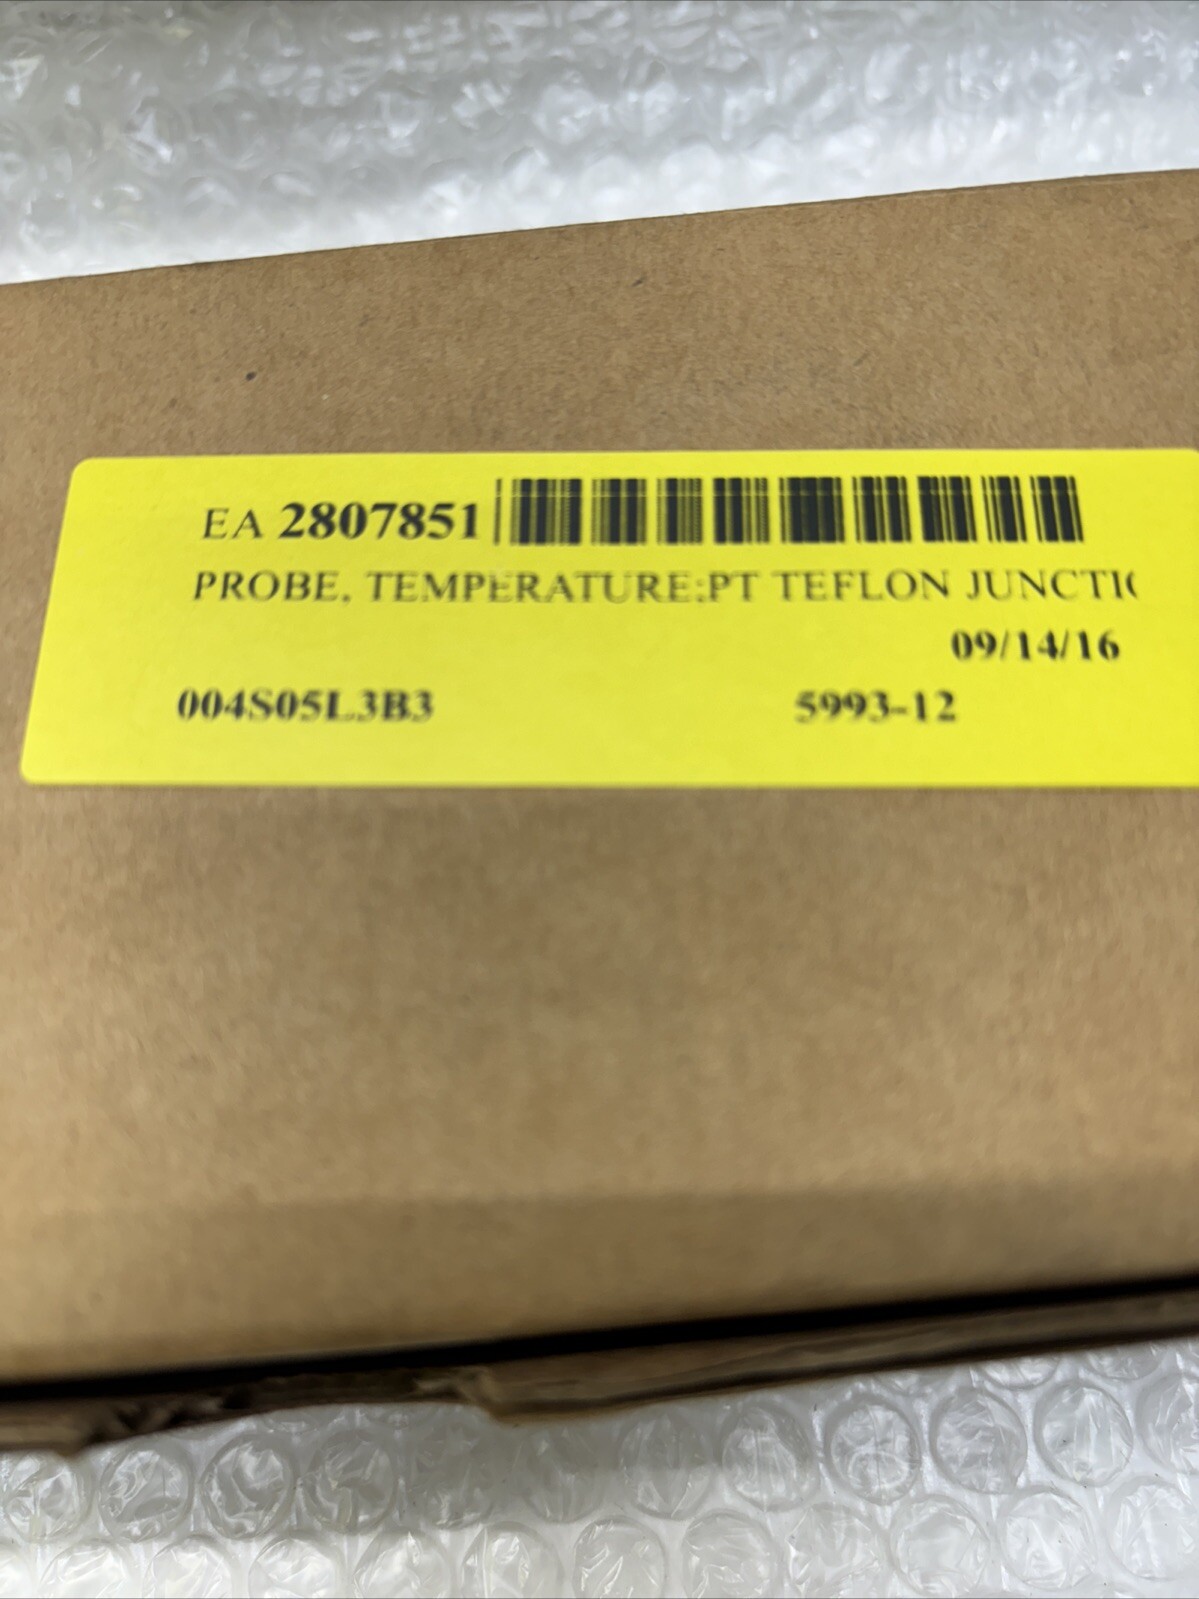 EA 2807851
PROBE, TEMPERATURE:PT TEFLON
09/14/16
004S05L3B3 5993-12